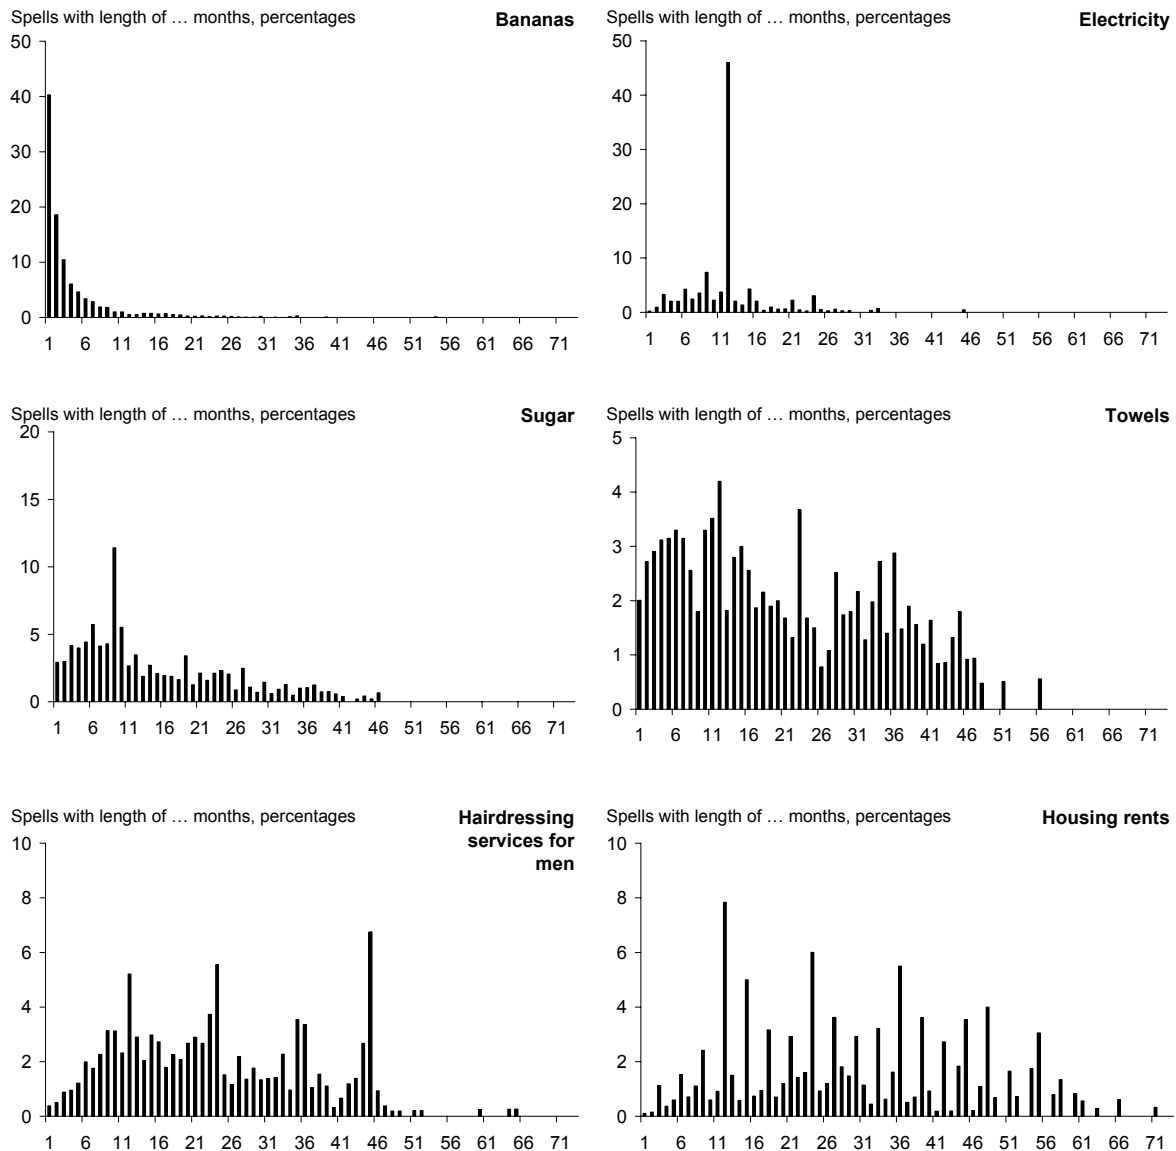 Spells with length of … months, percentages Bananas
50
40
30
20
10
0
1 6 11 16 21 26 31 36 41 46 51 56 61 66 71
Spells with length of … months, percentages Electricity
50
40
30
20
10
0
1 6 11 16 21 26 31 36 41 46 51 56 61 66 71
Spells with length of … months, percentages Sugar
20
15
10
5
0
1 6 11 16 21 26 31 36 41 46 51 56 61 66 71
Spells with length of … months, percentages Towels
5
4
3
2
1
0
1 6 11 16 21 26 31 36 41 46 51 56 61 66 71
Spells with length of … months, percentages Hairdressing
services for
men
10
8
6
4
2
0
1 6 11 16 21 26 31 36 41 46 51 56 61 66 71
Spells with length of … months, percentages Housing rents
10
8
6
4
2
0
1 6 11 16 21 26 31 36 41 46 51 56 61 66 71